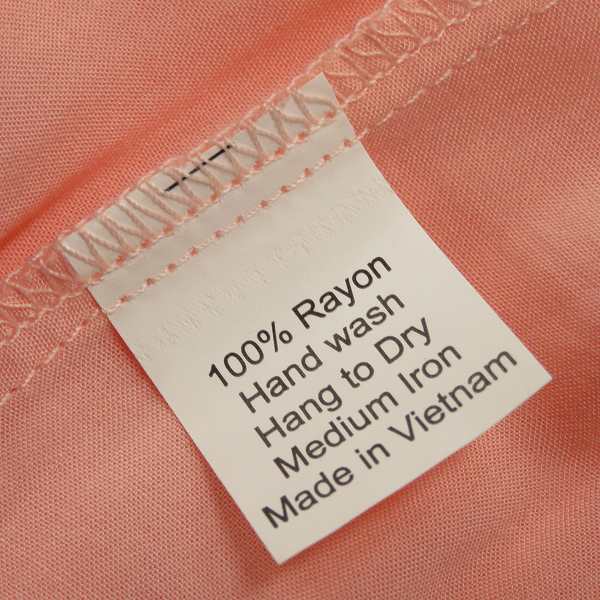 100% Rayon
Hand wash
Hang to Dry
Medium Iron
Made in Vietnam